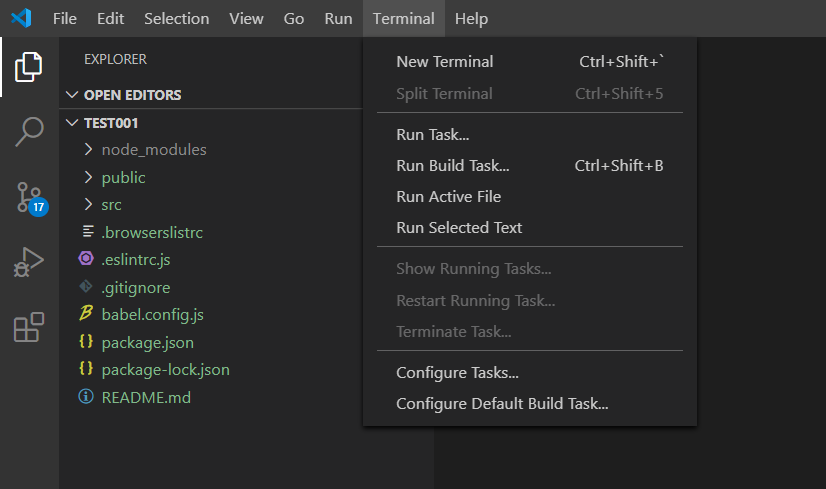 File Edit Selection View Go Run Terminal Help
EXPLORER
OPEN EDITORS
TEST001
node_modules
public
src
.browserslistrc
.eslintrc.js
.gitignore
babel.config.js
package.json
package-lock.json
README.md
17
New Terminal Ctrl+Shift+`
Split Terminal Ctrl+Shift+5
Run Task...
Run Build Task... Ctrl+Shift+B
Run Active File
Run Selected Text
Show Running Tasks...
Restart Running Task...
Terminate Task...
Configure Tasks...
Configure Default Build Task...